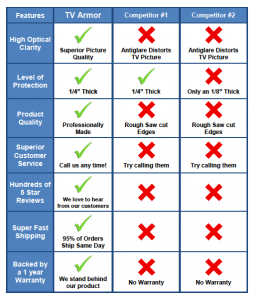 Features TV Armor Competitor #1 Competitor #2
High Optical
Clarity
Superior Picture
Quality
Antiglare Distorts
TV Picture
Antiglare Distorts
TV Picture
Level of
Protection
1/4" Thick
1/4" Thick
Only an 1/8" Thick
Product
Quality
Professionally
Made
Rough Saw cut
Edges
Rough Saw cut
Edges
Superior
Customer
Service
Call us any time!
Try calling them
Try calling them
Hundreds of
5 Star
Reviews
We love to hear
from our customers
Super Fast
Shipping
95% of Orders
Ship Same Day
Backed by
a 1 year
Warranty
We stand behind
our product
No Warranty
No Warranty